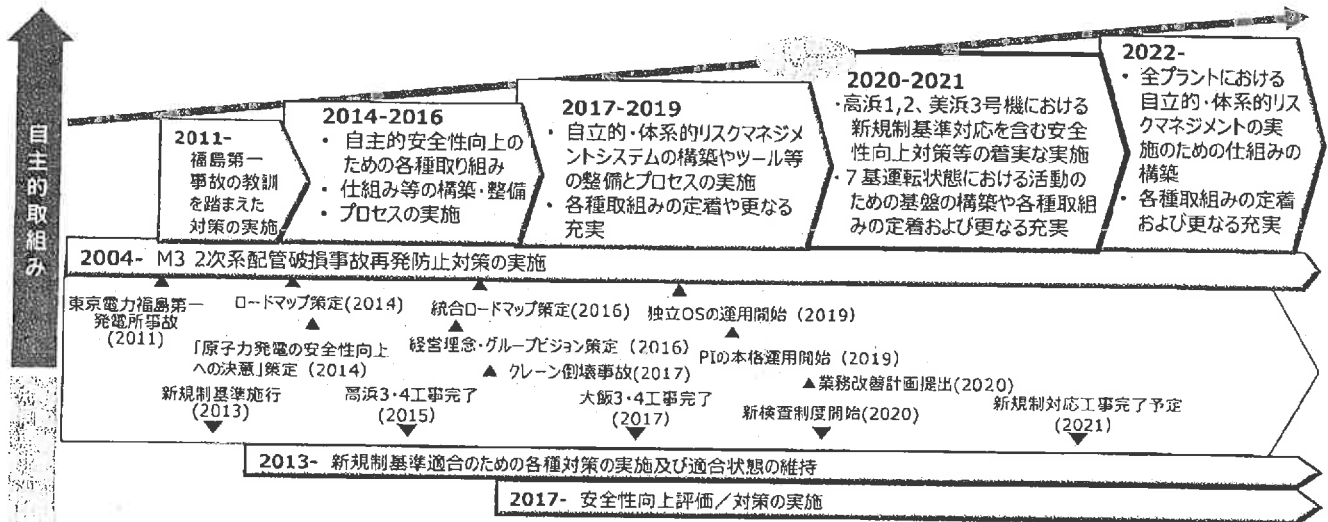 自主的取組み
2011-
福島第一
事故の教訓
を踏まえた
対策の実施
2014-2016
• 自主的安全性向上の
ための各種取り組み
• 仕組み等の構築・整備
• プロセスの実施
2017-2019
• 自立的・体系的リスクマネジメ
ントシステムの構築やツール等
の整備とプロセスの実施
• 各種取組みの定着や更なる
充実
2020-2021
・高浜1,2、美浜3号機における
新規制基準対応を含む安全
性向上対策等の着実な実施
・7基運転状態における活動の
ための基盤の構築や各種取組
みの定着および更なる充実
2022-
• 全プラントにおける
自立的・体系的リス
クマネジメントの実
施のための仕組みの
構築
• 各種取組みの定着
および更なる充実
2004- M3 2次系配管破損事故再発防止対策の実施
東京電力福島第一
発電所事故
(2011)
ロードマップ策定(2014)
統合ロードマップ策定(2016)
独立OSの運用開始 (2019)
「原子力発電の安全性向上
への決意」策定 (2014)
経営理念・グループビジョン策定 (2016)
PIの本格運用開始 (2019)
クレーン倒壊事故(2017)
業務改善計画提出(2020)
新規制基準施行
(2013)
高浜3・4工事完了
(2015)
大飯3・4工事完了
(2017)
新検査制度開始(2020)
新規制対応工事完了予定
(2021)
2013- 新規制基準適合のための各種対策の実施及び適合状態の維持
2017- 安全性向上評価/対策の実施